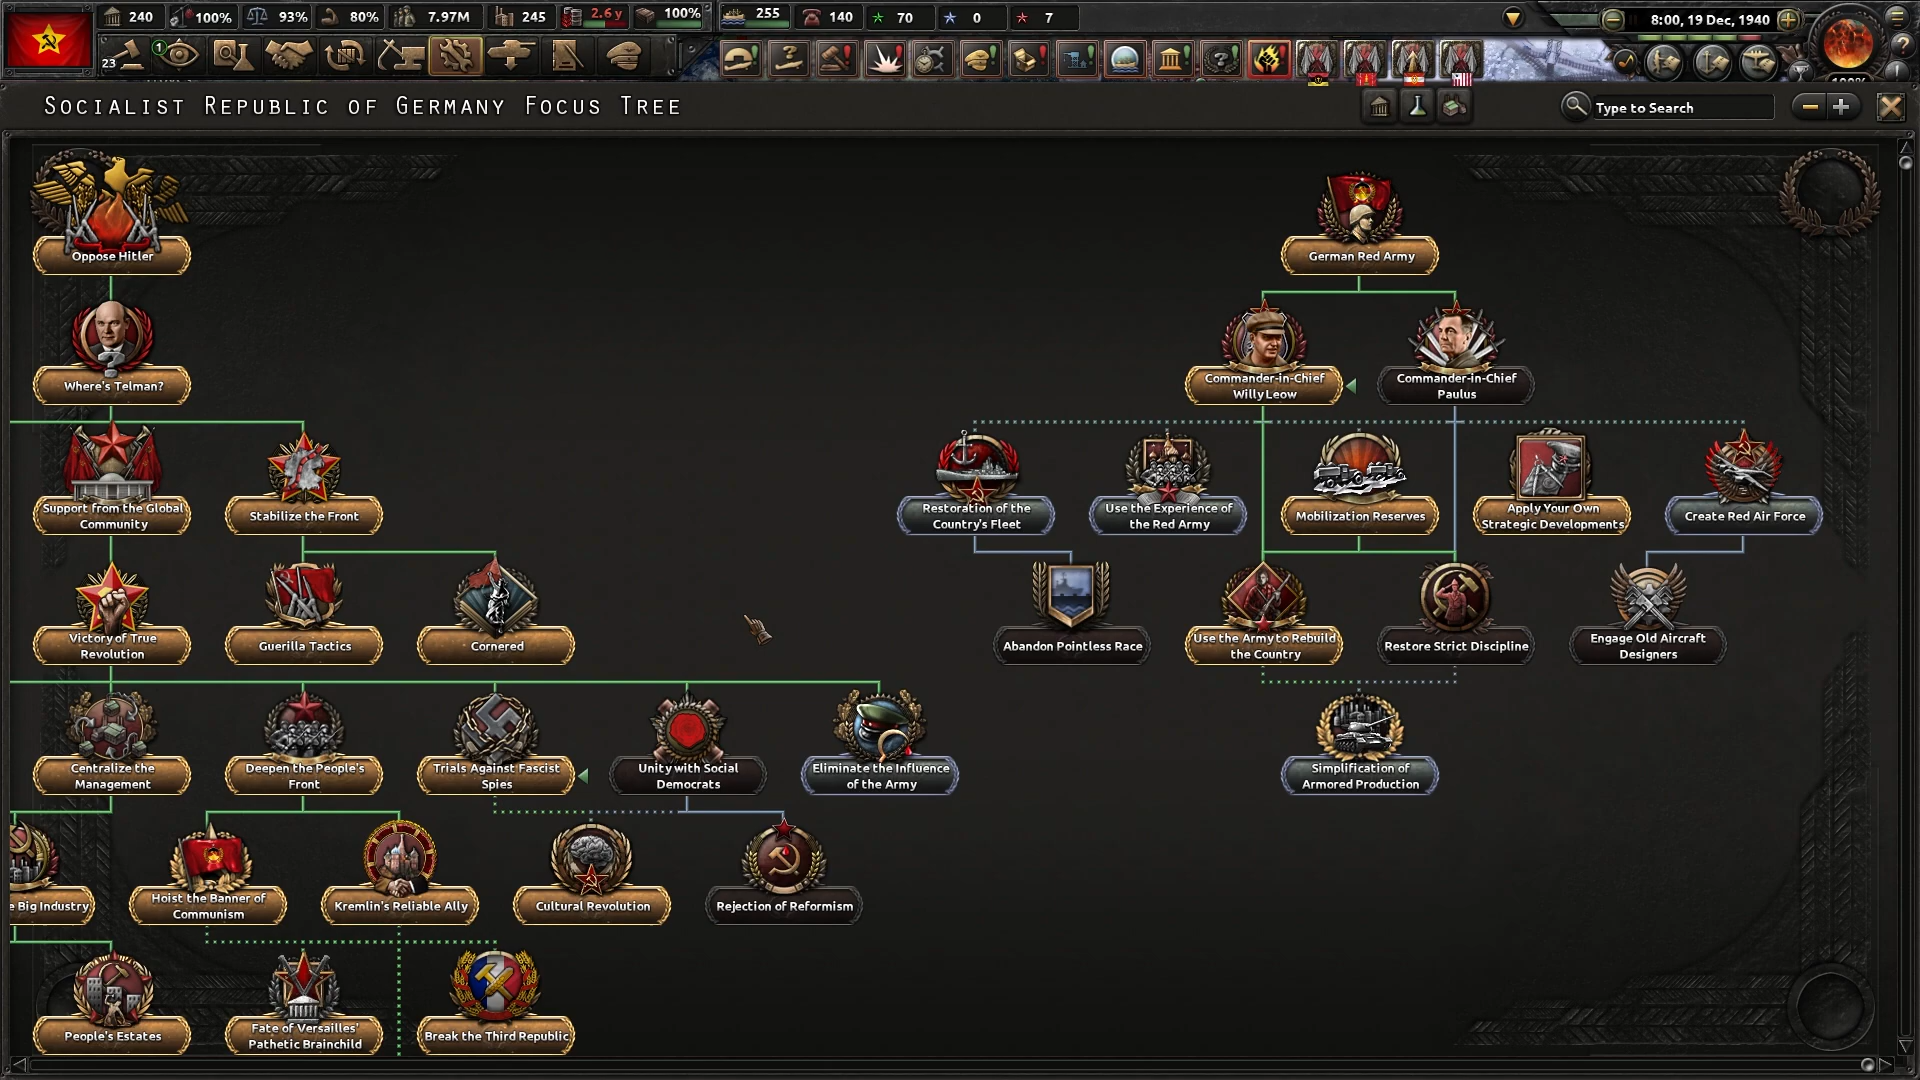 240
100%
93%
80%
7.97M
245
2.6 y
100%
255
140
70
0
7
8:00, 19 Dec, 1940
23
1
Socialist Republic of Germany Focus Tree
Type to Search
Oppose Hitler
German Red Army
Where's Telman?
Commander-in-Chief
Willy Leow
Commander-in-Chief
Paulus
Support from the Global
Community
Stabilize the Front
Restoration of the
Country's Fleet
Use the Experience of
the Red Army
Mobilization Reserves
Apply Your Own
Strategic Developments
Create Red Air Force
Victory of True
Revolution
Guerilla Tactics
Cornered
Abandon Pointless Race
Use the Army to Rebuild
the Country
Restore Strict Discipline
Engage Old Aircraft
Designers
Centralize the
Management
Deepen the People's
Front
Trials Against Fascist
Spies
Unity with Social
Democrats
Eliminate the Influence
of the Army
Simplification of
Armored Production
e Big Industry
Hoist the Banner of
Communism
Kremlin's Reliable Ally
Cultural Revolution
Rejection of Reformism
People's Estates
Fate of Versailles'
Pathetic Brainchild
Break the Third Republic